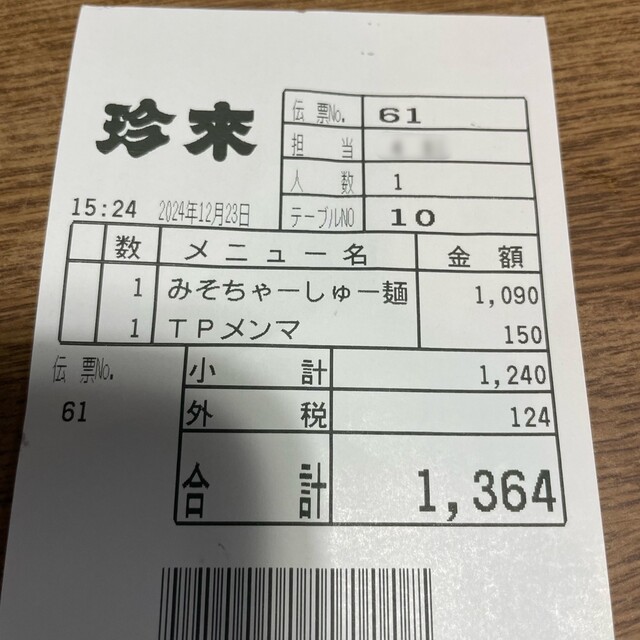 珍來
伝票No. 61
担当
人数 1
15:24 2024年12月23日 テーブルNO 10
数 メニュー名 金額
1 みそちゃーしゅー麺 1,090
1 TPメンマ 150
伝票No. 小計 1,240
61 外税 124
合計 1,364